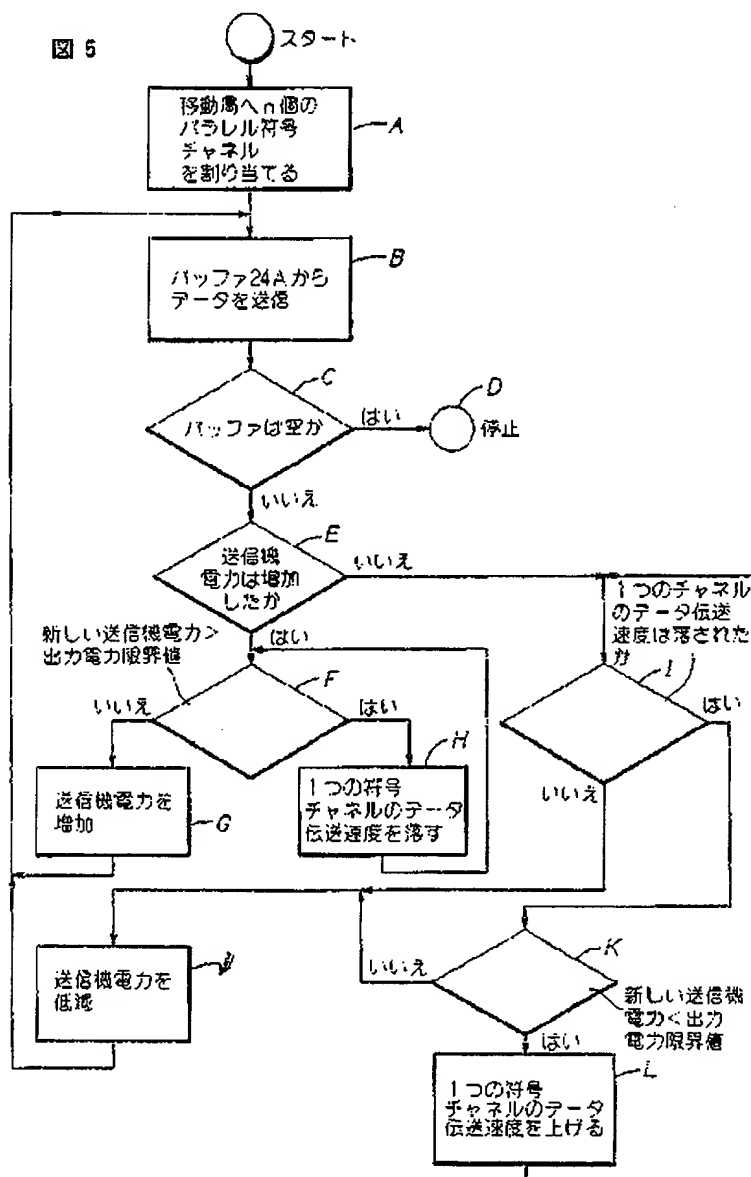 図 5
スタート
移動局へn個の
パラレル符号
チャネル
を割り当てる
A
バッファ24Aから
データを送信
B
C
バッファは空か
はい
D
停止
いいえ
E
送信機
電力は増加
したか
いいえ
はい
新しい送信機電力>
出力電力限界値
F
いいえ
はい
送信機電力を
増加
G
H
1つの符号
チャネルのデータ
伝送速度を落す
1つのチャネル
のデータ伝送
速度は落された
か
I
はい
いいえ
送信機電力を
低減
J
K
いいえ
新しい送信機
電力<出力
電力限界値
はい
L
1つの符号
チャネルのデータ
伝送速度を上げる